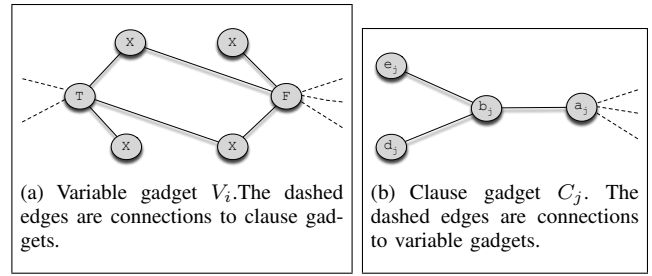 X
X
T
F
X
X
(a) Variable gadget V_i.The dashed
edges are connections to clause gad-
gets.
e_j
b_j
a_j
d_j
(b) Clause gadget C_j. The
dashed edges are connections
to variable gadgets.